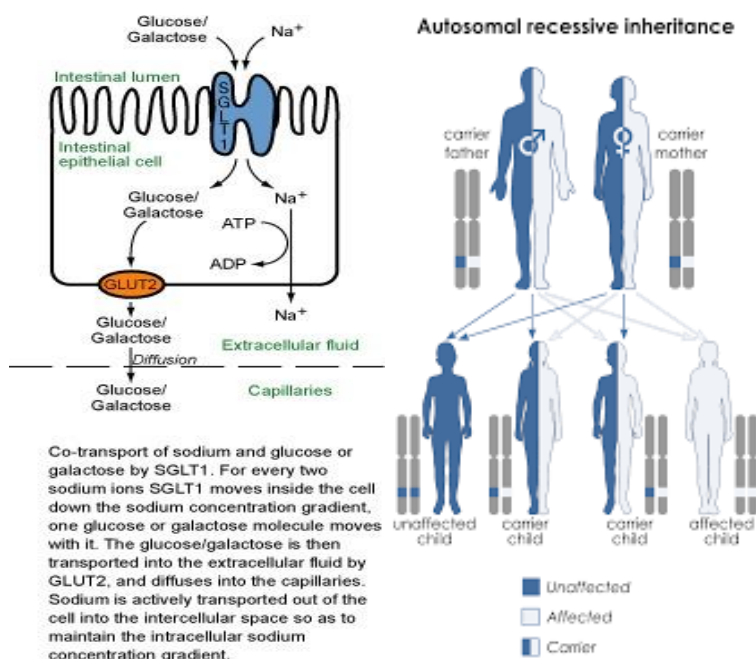 Glucose/
Galactose
Na+
Intestinal lumen
SGLT1
Intestinal
epithelial cell
Glucose/
Galactose
Na+
ATP
ADP
GLUT2
Na+
Glucose/
Galactose
Extracellular fluid
Diffusion
Glucose/
Galactose
Capillaries
Co-transport of sodium and glucose or
galactose by SGLT1. For every two
sodium ions SGLT1 moves inside the cell
down the sodium concentration gradient,
one glucose or galactose molecule moves
with it. The glucose/galactose is then
transported into the extracellular fluid by
GLUT2, and diffuses into the capillaries.
Sodium is actively transported out of the
cell into the intercellular space so as to
maintain the intracellular sodium
concentration gradient.
Autosomal recessive inheritance
carrier
father
♂
♀
carrier
mother
unaffected
child
carrier
child
carrier
child
affected
child
Unaffected
Affected
Carrier